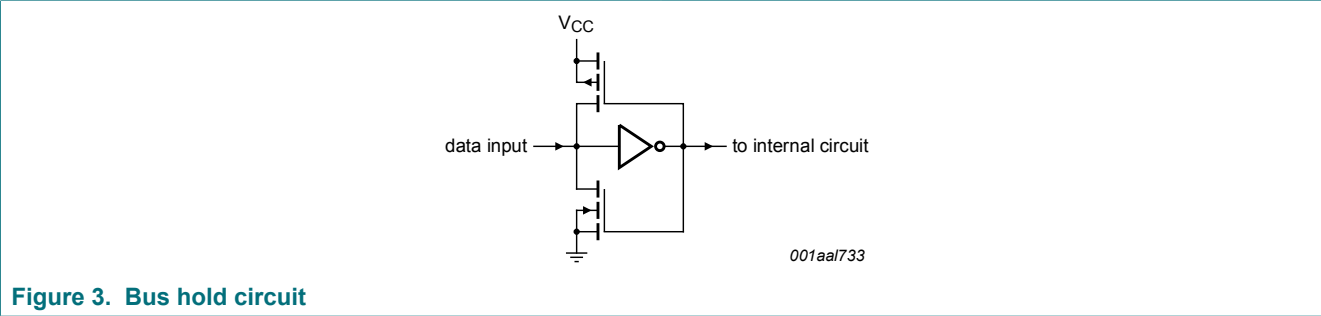 VCC
data input
to internal circuit
001aal733
Figure 3. Bus hold circuit